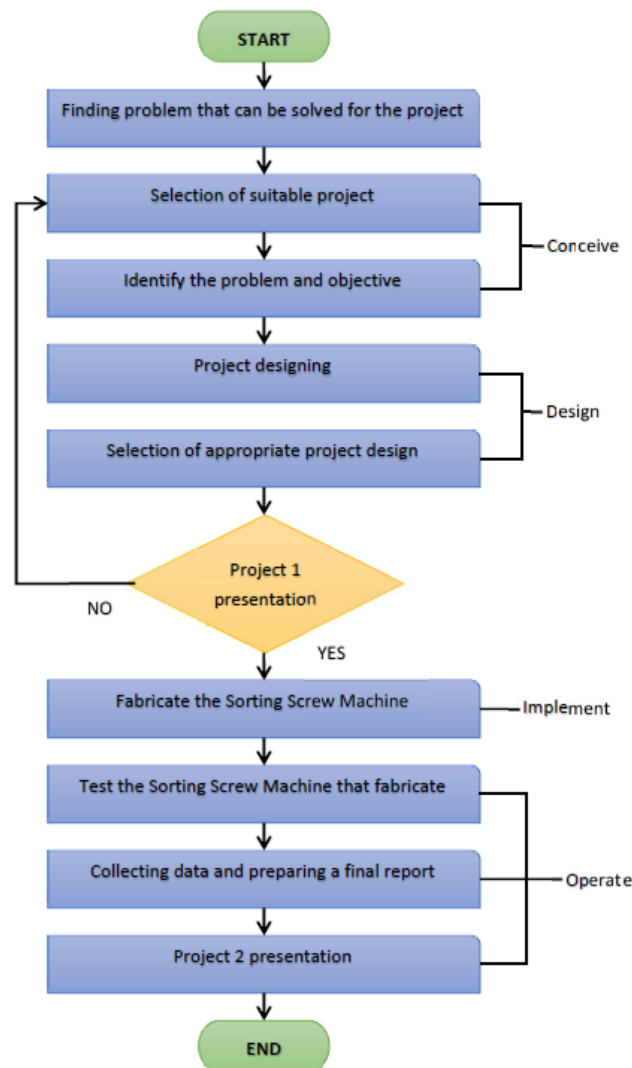 START
Finding problem that can be solved for the project
Selection of suitable project
Conceive
Identify the problem and objective
Project designing
Design
Selection of appropriate project design
Project 1
presentation
NO
YES
Fabricate the Sorting Screw Machine
Implement
Test the Sorting Screw Machine that fabricate
Collecting data and preparing a final report
Operate
Project 2 presentation
END